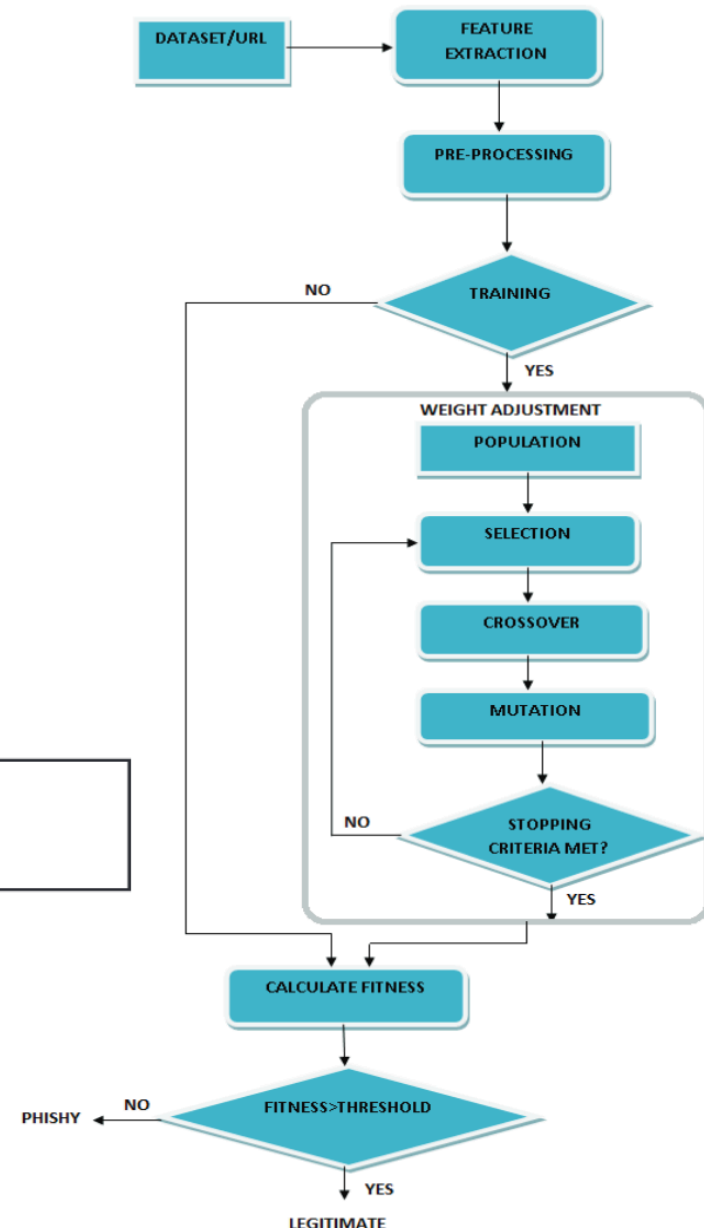 DATASET/URL
FEATURE
EXTRACTION
PRE-PROCESSING
TRAINING
NO
YES
WEIGHT ADJUSTMENT
POPULATION
SELECTION
CROSSOVER
MUTATION
STOPPING
CRITERIA MET?
NO
YES
CALCULATE FITNESS
FITNESS>THRESHOLD
NO
PHISHY
YES
LEGITIMATE